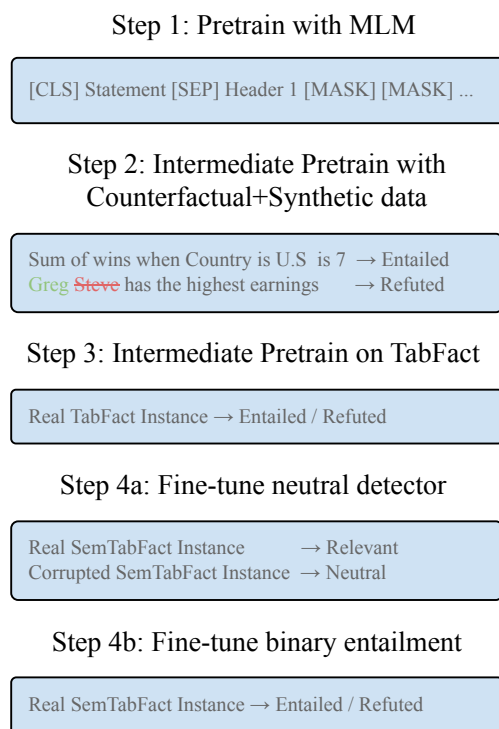 Step 1: Pretrain with MLM
[CLS] Statement [SEP] Header 1 [MASK] [MASK] ...
Step 2: Intermediate Pretrain with
Counterfactual+Synthetic data
Sum of wins when Country is U.S is 7 → Entailed
Greg Steve has the highest earnings → Refuted
Step 3: Intermediate Pretrain on TabFact
Real TabFact Instance → Entailed / Refuted
Step 4a: Fine-tune neutral detector
Real SemTabFact Instance → Relevant
Corrupted SemTabFact Instance → Neutral
Step 4b: Fine-tune binary entailment
Real SemTabFact Instance → Entailed / Refuted